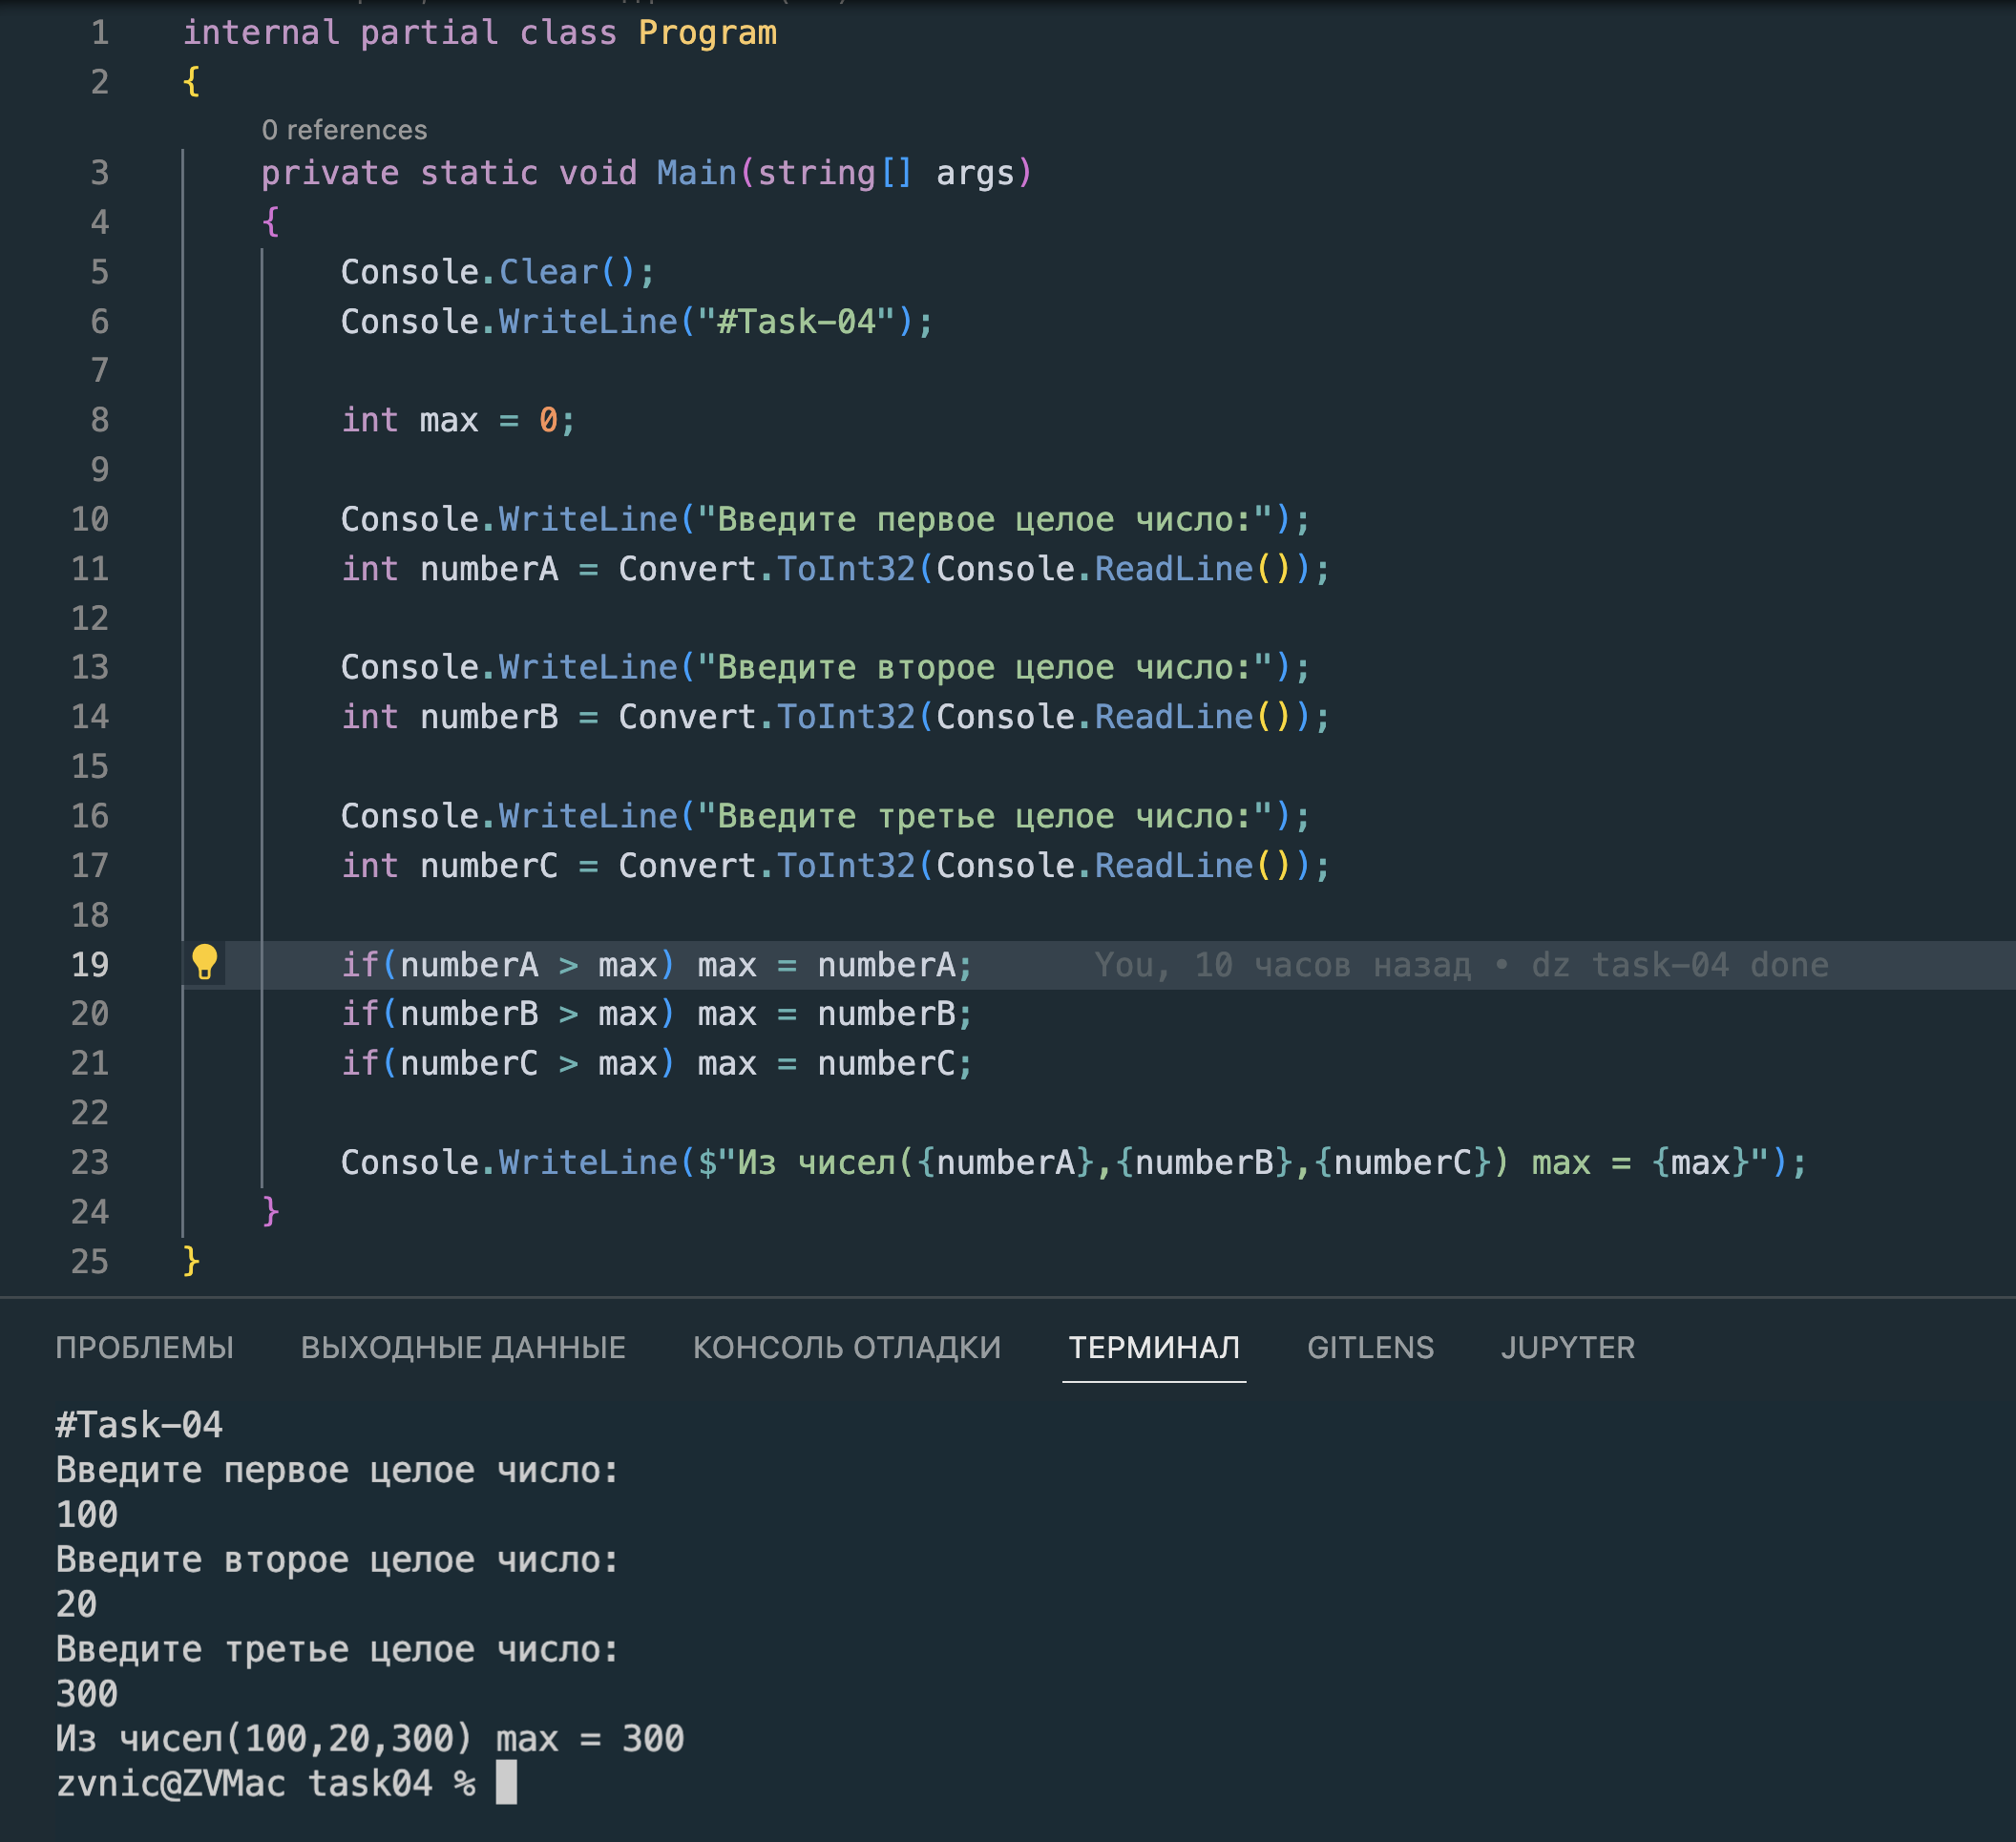 1 internal partial class Program
2 {
0 references
3 private static void Main(string[] args)
4 {
5 Console.Clear();
6 Console.WriteLine("#Task-04");
7
8 int max = 0;
9
10 Console.WriteLine("Введите первое целое число:");
11 int numberA = Convert.ToInt32(Console.ReadLine());
12
13 Console.WriteLine("Введите второе целое число:");
14 int numberB = Convert.ToInt32(Console.ReadLine());
15
16 Console.WriteLine("Введите третье целое число:");
17 int numberC = Convert.ToInt32(Console.ReadLine());
18
19 if(numberA > max) max = numberA; You, 10 часов назад • dz task-04 done
20 if(numberB > max) max = numberB;
21 if(numberC > max) max = numberC;
22
23 Console.WriteLine($"Из чисел({numberA},{numberB},{numberC}) max = {max}");
24 }
25 }
ПРОБЛЕМЫ ВЫХОДНЫЕ ДАННЫЕ КОНСОЛЬ ОТЛАДКИ ТЕРМИНАЛ GITLENS JUPYTER
#Task-04
Введите первое целое число:
100
Введите второе целое число:
20
Введите третье целое число:
300
Из чисел(100,20,300) max = 300
zvnic@ZVMac task04 %